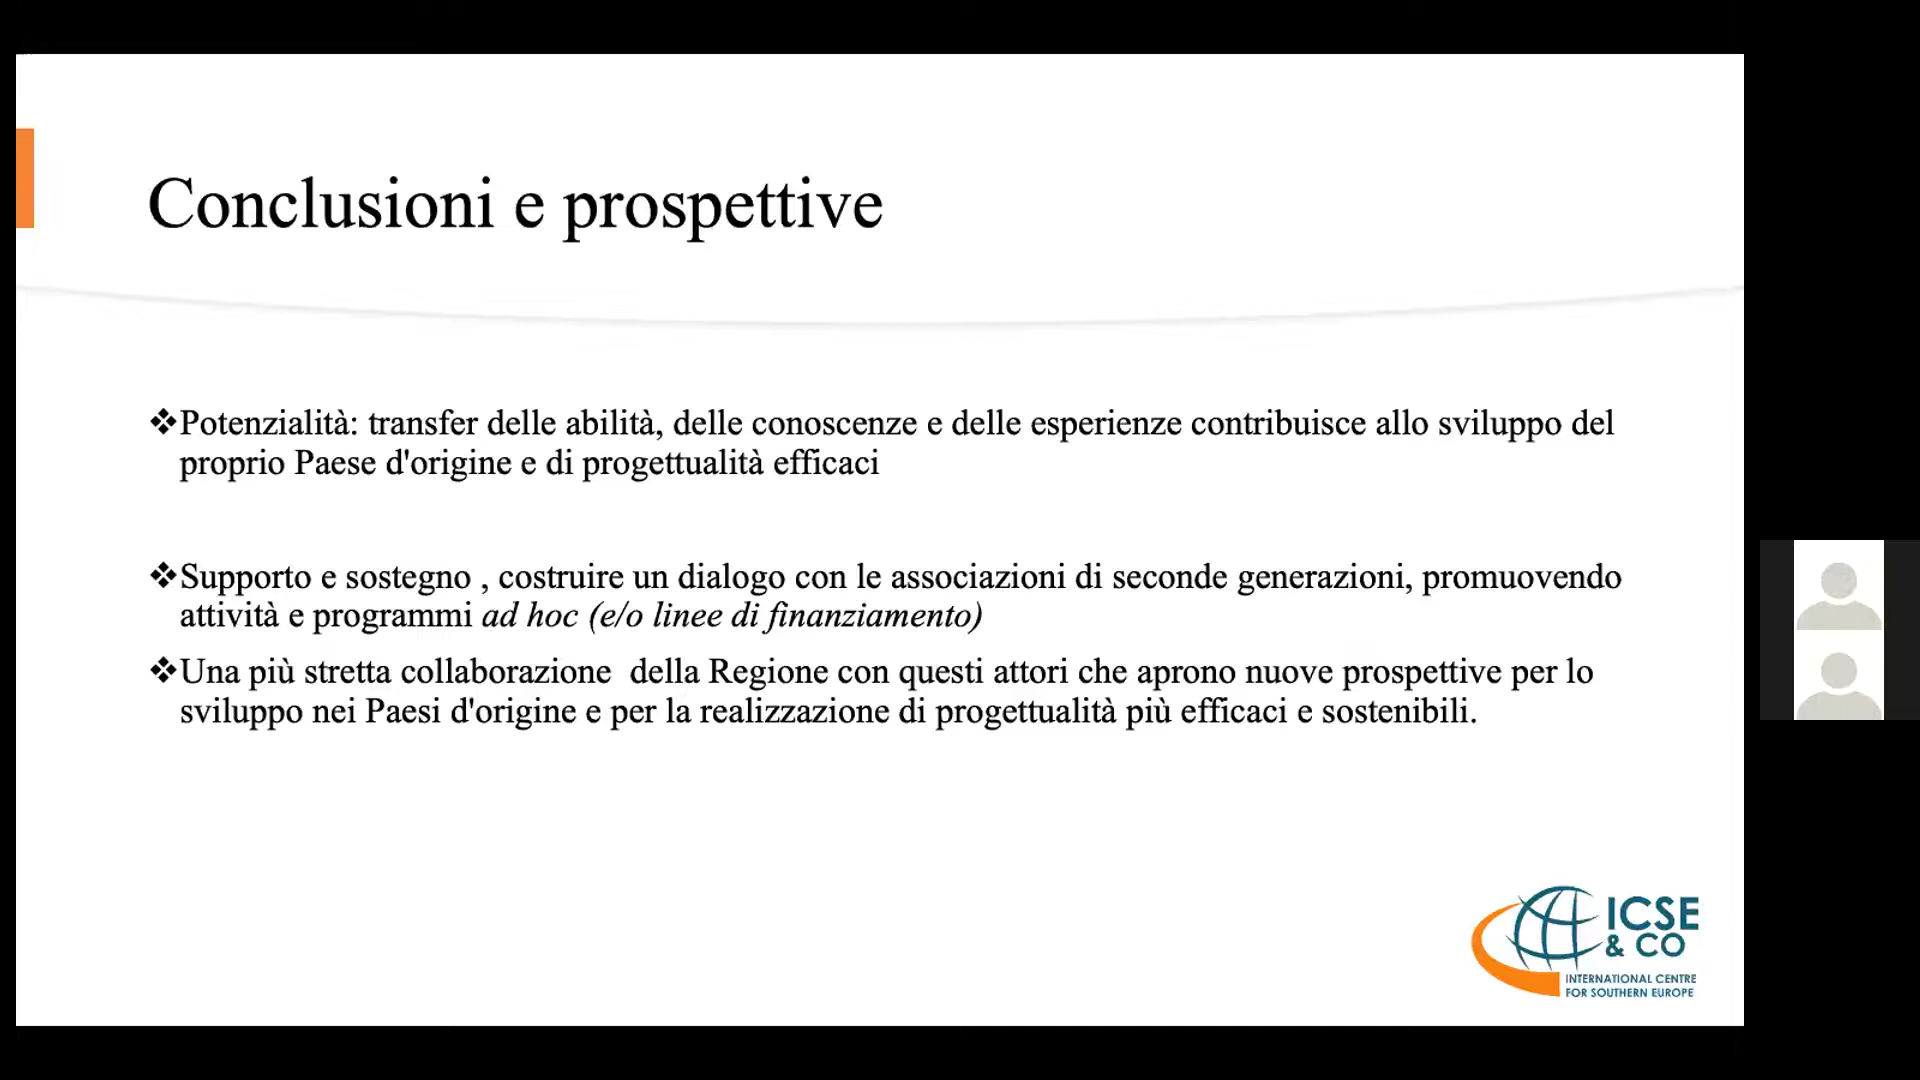 Conclusioni e prospettive
❖Potenzialità: transfer delle abilità, delle conoscenze e delle esperienze contribuisce allo sviluppo del
proprio Paese d'origine e di progettualità efficaci
❖Supporto e sostegno , costruire un dialogo con le associazioni di seconde generazioni, promuovendo
attività e programmi ad hoc (e/o linee di finanziamento)
❖Una più stretta collaborazione  della Regione con questi attori che aprono nuove prospettive per lo
sviluppo nei Paesi d'origine e per la realizzazione di progettualità più efficaci e sostenibili.
ICSE
& CO
INTERNATIONAL CENTRE
FOR SOUTHERN EUROPE